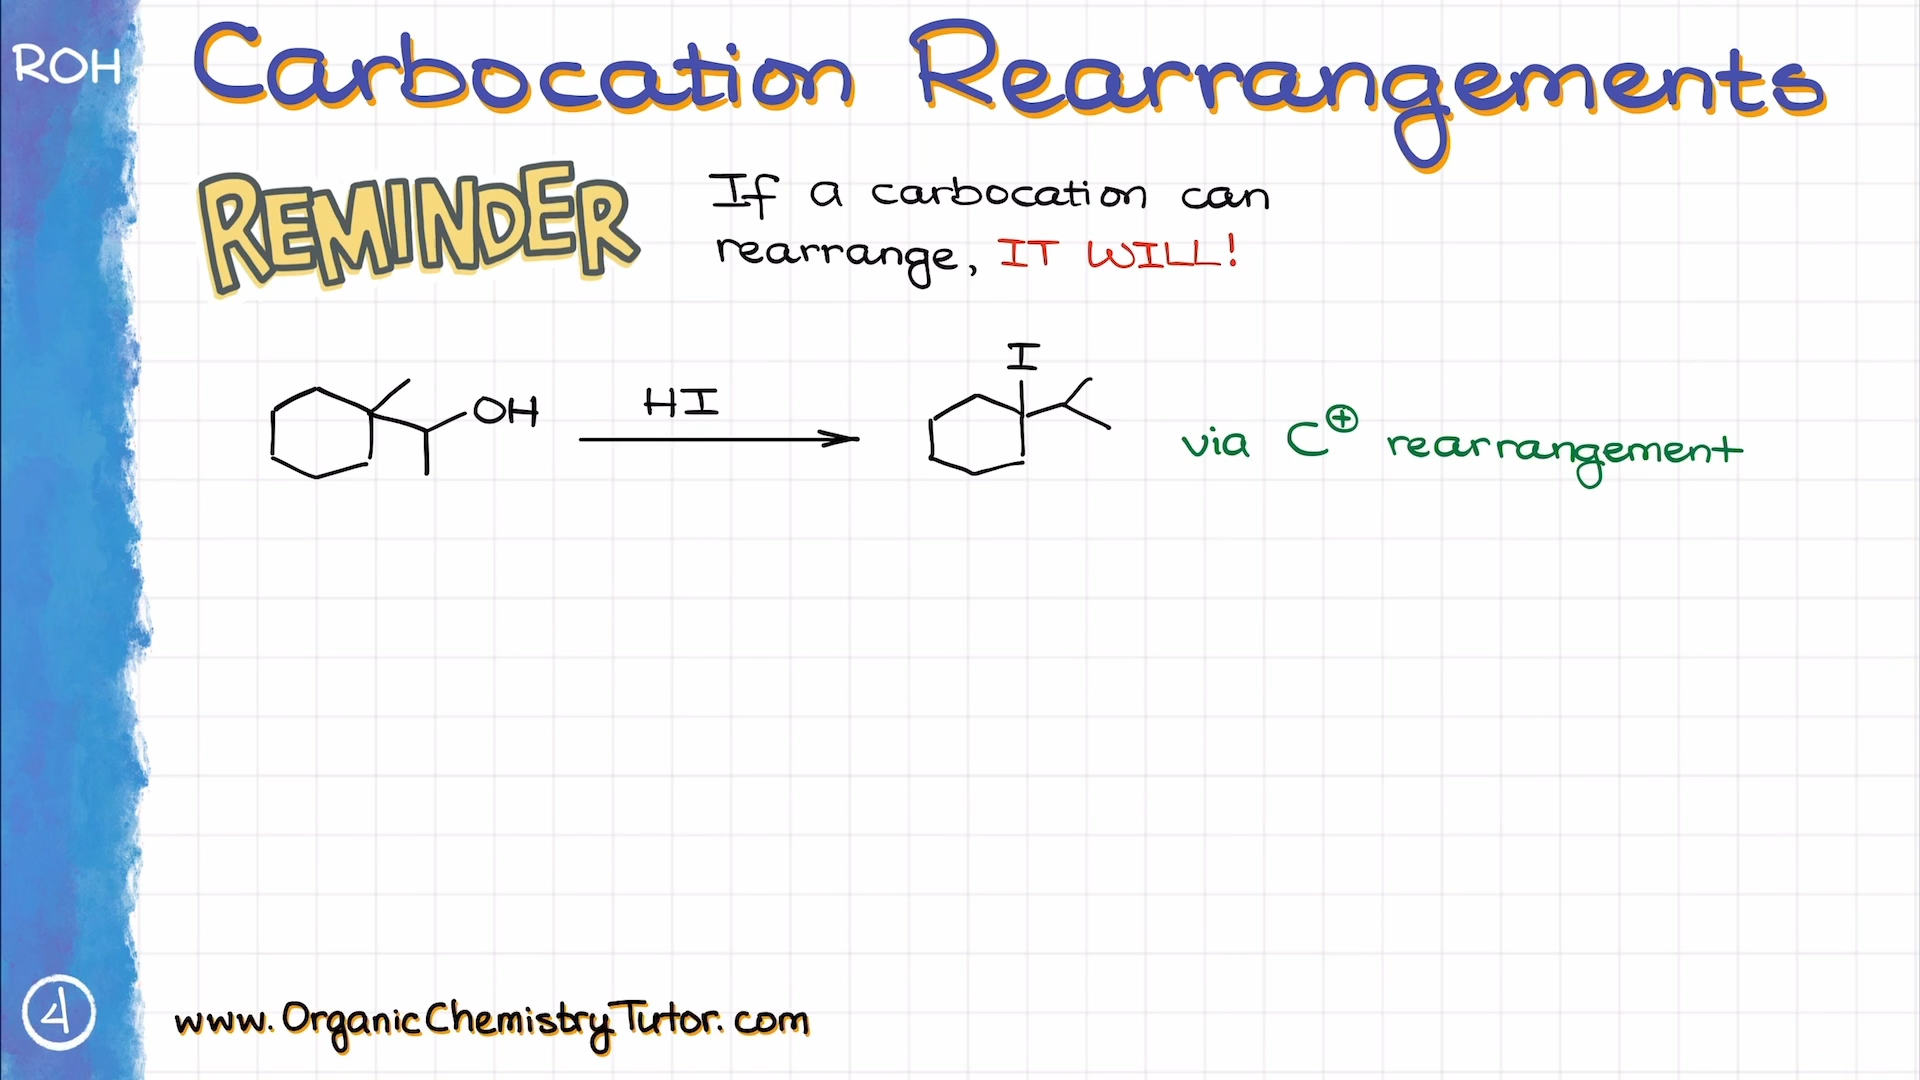 ROH
Carbocation Rearrangements
REMINDER
If a carbocation can
rearrange, IT WILL!
OH
HI
I
via C⊕ rearrangement
4
www.OrganicChemistryTutor.com